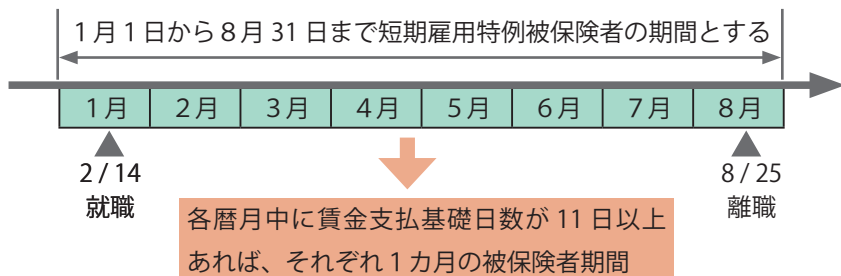 1月1日から8月31日まで短期雇用特例被保険者の期間とする
1月 2月 3月 4月 5月 6月 7月 8月
2 / 14
就職
8 / 25
離職
各暦月中に賃金支払基礎日数が 11 日以上
あれば、それぞれ1カ月の被保険者期間